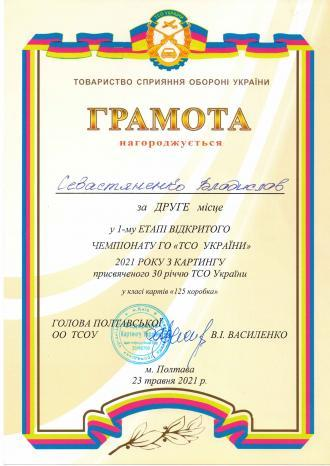 ТОВАРИСТВО СПРИЯННЯ ОБОРОНІ УКРАЇНИ
ГРАМОТА
нагороджується
Севастяненко Владислав
за ДРУГЕ місце
у 1-му ЕТАПІ ВІДКРИТОГО
ЧЕМПІОНАТУ ГО «ТСО УКРАЇНИ»
2021 РОКУ З КАРТИНГУ
присвяченого 30 річчю ТСО України
у класі картів «125 коробка»
ГОЛОВА ПОЛТАВСЬКОЇ
ОО ТСОУ
В.І. ВАСИЛЕНКО
м. Полтава
23 травня 2021 р.